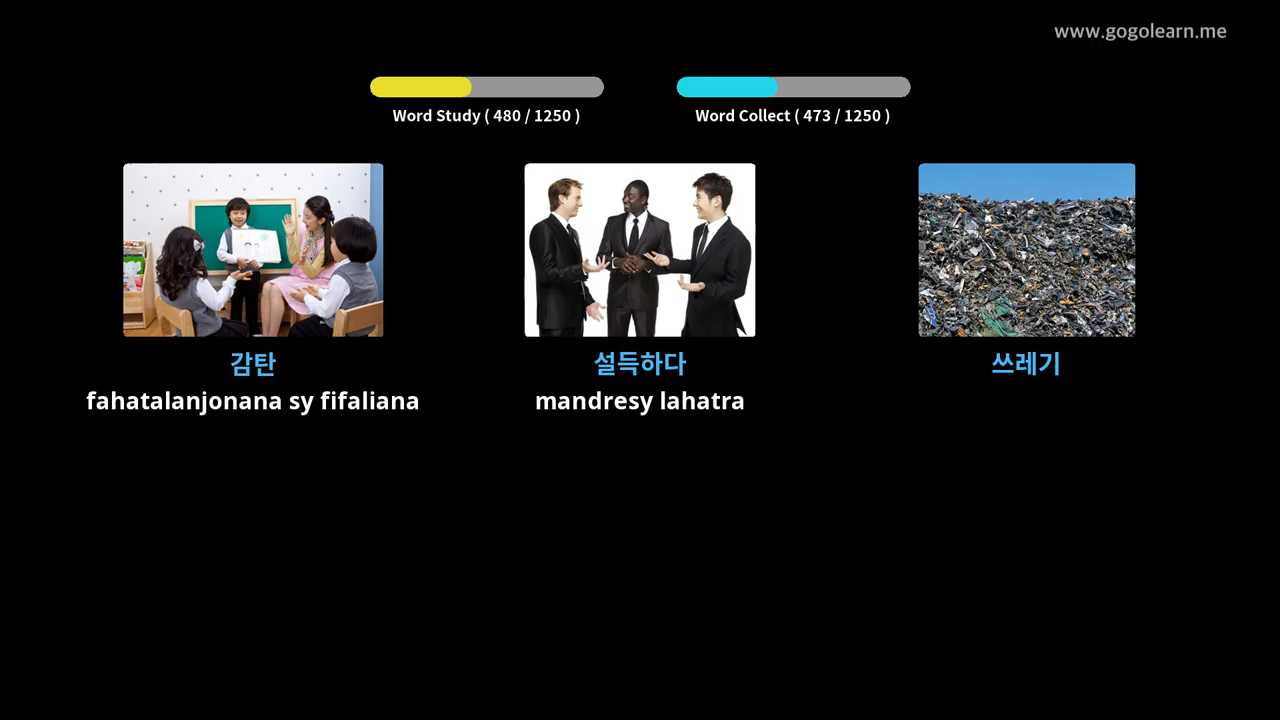 www.gogolearn.me
Word Study ( 480 / 1250 )
Word Collect ( 473 / 1250 )
감탄
설득하다
쓰레기
fahatalanjonana sy fifaliana
mandresy lahatra